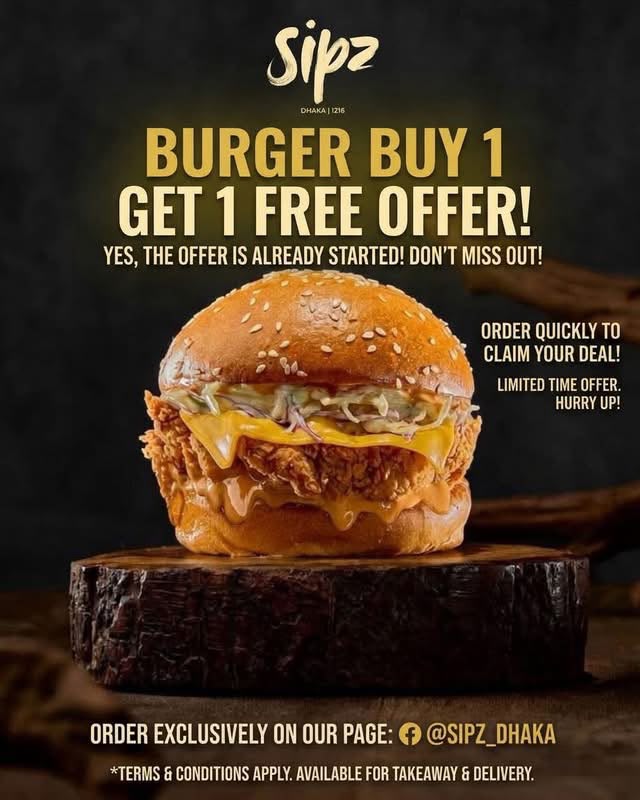 Sipz
DHAKA | 1216
BURGER BUY 1
GET 1 FREE OFFER!
YES, THE OFFER IS ALREADY STARTED! DON'T MISS OUT!
ORDER QUICKLY TO
CLAIM YOUR DEAL!
LIMITED TIME OFFER.
HURRY UP!
ORDER EXCLUSIVELY ON OUR PAGE: @SIPZ_DHAKA
*TERMS & CONDITIONS APPLY. AVAILABLE FOR TAKEAWAY & DELIVERY.